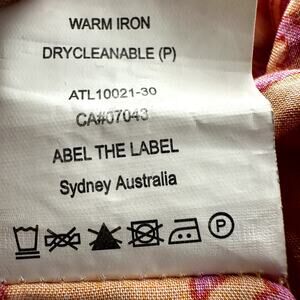 WARM IRON
DRYCLEANABLE (P)
ATL10021-30
CA#07043
ABEL THE LABEL
Sydney Australia
P